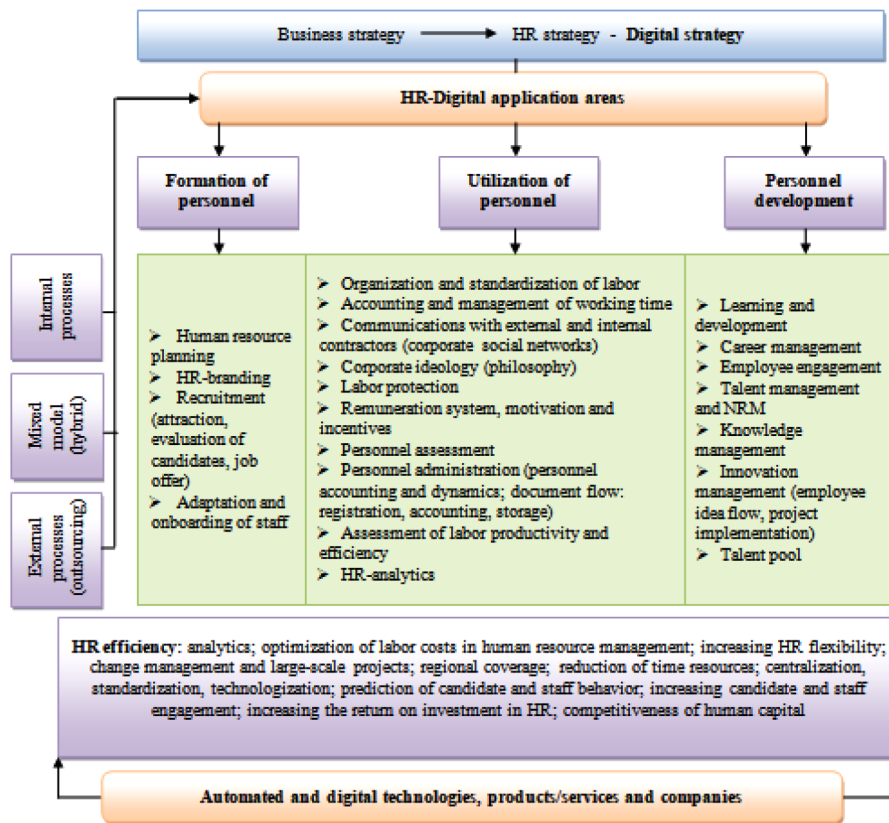 Business strategy HR strategy - Digital strategy
HR-Digital application areas
Formation of
personnel
Utilization of
personnel
Personnel
development
Internal
processes
Mixed
model
(hybrid)
External
processes
(outsourcing)
➢ Human resource
planning
➢ HR-branding
➢ Recruitment
(attraction,
evaluation of
candidates, job
offer)
➢ Adaptation and
onboarding of staff
➢ Organization and standardization of labor
➢ Accounting and management of working time
➢ Communications with external and internal
contractors (corporate social networks)
➢ Corporate ideology (philosophy)
➢ Labor protection
➢ Remuneration system, motivation and
incentives
➢ Personnel assessment
➢ Personnel administration (personnel
accounting and dynamics; document flow:
registration, accounting, storage)
➢ Assessment of labor productivity and
efficiency
➢ HR-analytics
➢ Learning and
development
➢ Career management
➢ Employee engagement
➢ Talent management
and NRM
➢ Knowledge
management
➢ Innovation
management (employee
idea flow, project
implementation)
➢ Talent pool
HR efficiency: analytics; optimization of labor costs in human resource management; increasing HR flexibility;
change management and large-scale projects; regional coverage; reduction of time resources; centralization,
standardization, technologization; prediction of candidate and staff behavior; increasing candidate and staff
engagement; increasing the return on investment in HR; competitiveness of human capital
Automated and digital technologies, products/services and companies